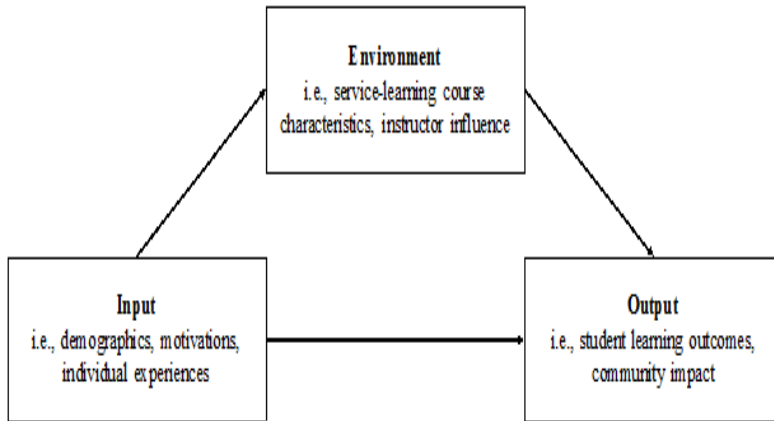 Environment
i.e., service-learning course
characteristics, instructor influence
Input
i.e., demographics, motivations,
individual experiences
Output
i.e., student learning outcomes,
community impact